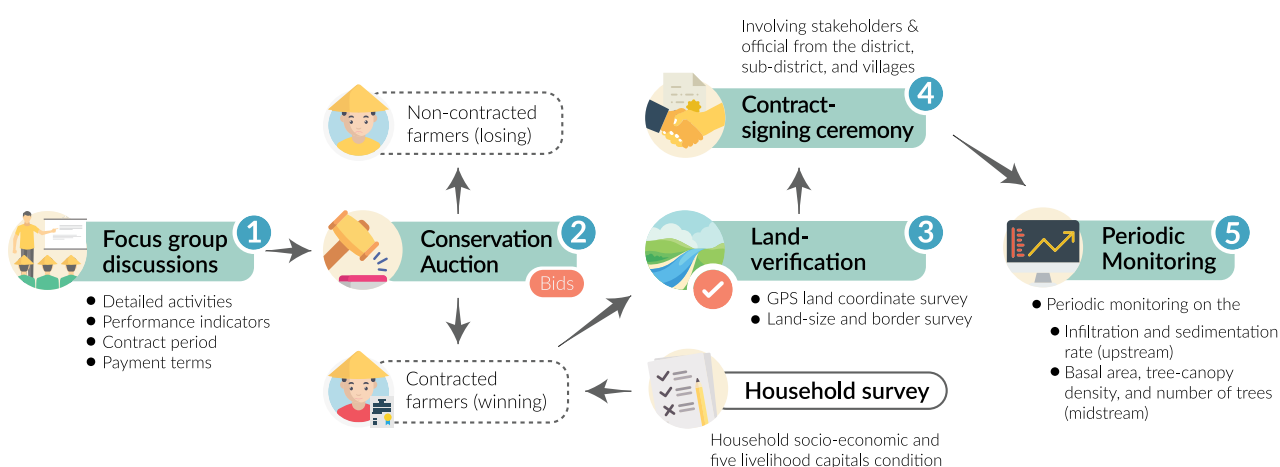 1
Focus group
discussions
● Detailed activities
● Performance indicators
● Contract period
● Payment terms
Non-contracted
farmers (losing)
2
Conservation
Auction
Bids
Contracted
farmers (winning)
Household survey
Household socio-economic and
five livelihood capitals condition
3
Land-
verification
● GPS land coordinate survey
● Land-size and border survey
Involving stakeholders &
official from the district,
sub-district, and villages
4
Contract-
signing ceremony
5
Periodic
Monitoring
● Periodic monitoring on the
● Infiltration and sedimentation
rate (upstream)
● Basal area, tree-canopy
density, and number of trees
(midstream)